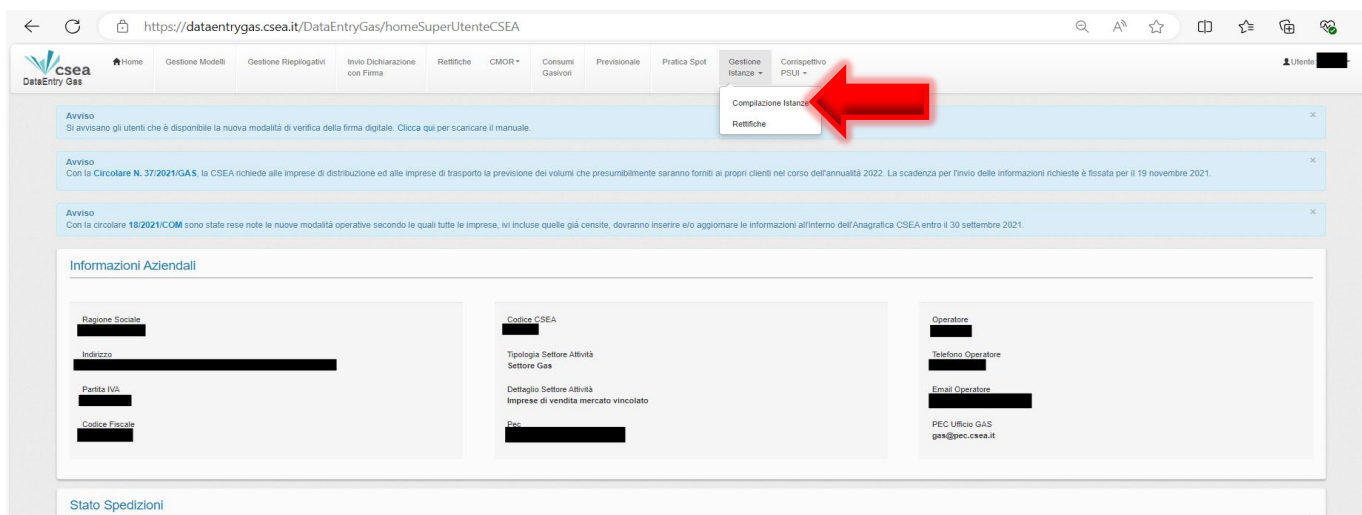 https://dataentrygas.csea.it/DataEntryGas/homeSuperUtenteCSEA
csea
DataEntry Gas
Home
Gestione Modelli
Gestione Riepilogativi
Invio Dichiarazione
con Firma
Rettifiche
CMOR
Consumi
Gasivori
Previsionale
Pratica Spot
Gestione
Istanze
Corrispettivo
PSUI
Utente:
Compilazione Istanze
Rettifiche
Avviso
Si avvisano gli utenti che è disponibile la nuova modalità di verifica della firma digitale. Clicca qui per scaricare il manuale.
Avviso
Con la Circolare N. 37/2021/GAS, la CSEA richiede alle imprese di distribuzione ed alle imprese di trasporto la previsione dei volumi che presumibilmente saranno forniti ai propri clienti nel corso dell'annualità 2022. La scadenza per l'invio delle informazioni richieste è fissata per il 19 novembre 2021.
Avviso
Con la circolare 18/2021/COM sono state rese note le nuove modalità operative secondo le quali tutte le imprese, ivi incluse quelle già censite, dovranno inserire e/o aggiornare le informazioni all'interno dell'Anagrafica CSEA entro il 30 settembre 2021.
Informazioni Aziendali
Ragione Sociale
Indirizzo
Partita IVA
Codice Fiscale
Codice CSEA
Tipologia Settore Attività
Settore Gas
Dettaglio Settore Attività
Imprese di vendita mercato vincolato
Pec
Operatore
Telefono Operatore
Email Operatore
PEC Ufficio GAS
gas@pec.csea.it
Stato Spedizioni